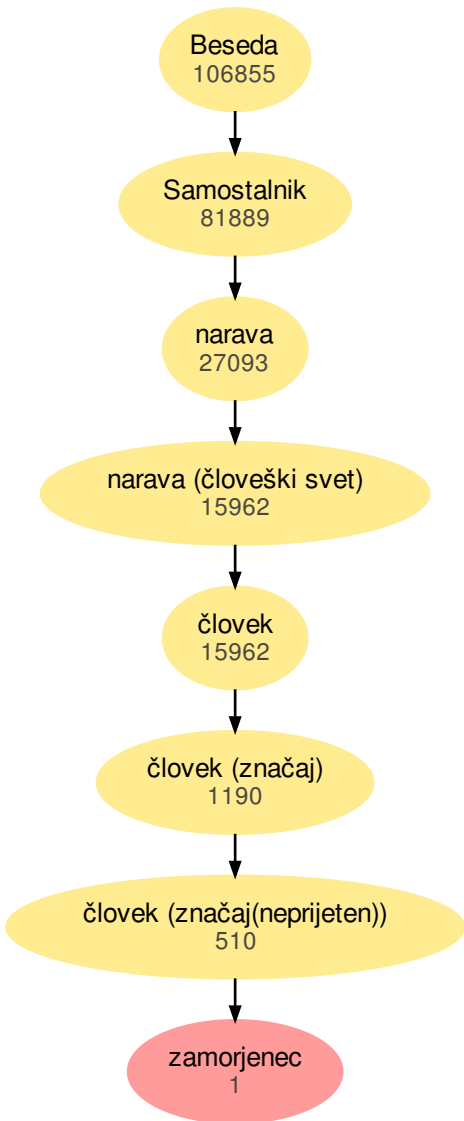 Beseda
106855
Samostalnik
81889
narava
27093
narava (človeški svet)
15962
človek
15962
človek (značaj)
1190
človek (značaj(neprijeten))
510
zamorjenec
1